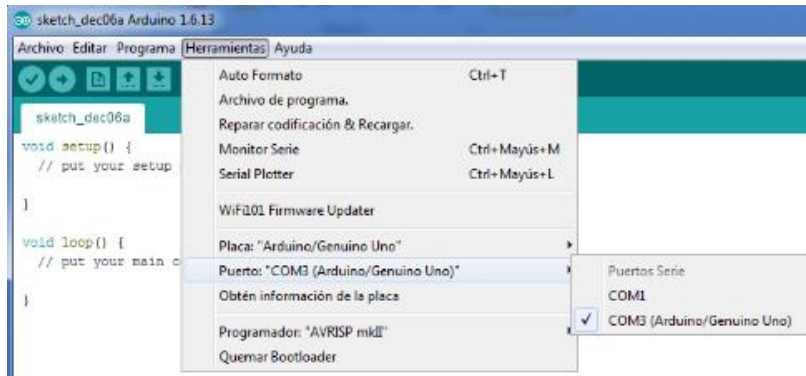 sketch_dec06a Arduino 1.6.13
Archivo Editar Programa Herramientas Ayuda
sketch_dec06a
void setup() {
// put your setup
}
void loop() {
// put your main c
}
Auto Formato Ctrl+T
Archivo de programa.
Reparar codificación & Recargar.
Monitor Serie Ctrl+Mayús+M
Serial Plotter Ctrl+Mayús+L
WiFi101 Firmware Updater
Placa: "Arduino/Genuino Uno"
Puerto: "COM3 (Arduino/Genuino Uno)"
Obtén información de la placa
Programador: "AVRISP mkII"
Quemar Bootloader
Puertos Serie
COM1
COM3 (Arduino/Genuino Uno)